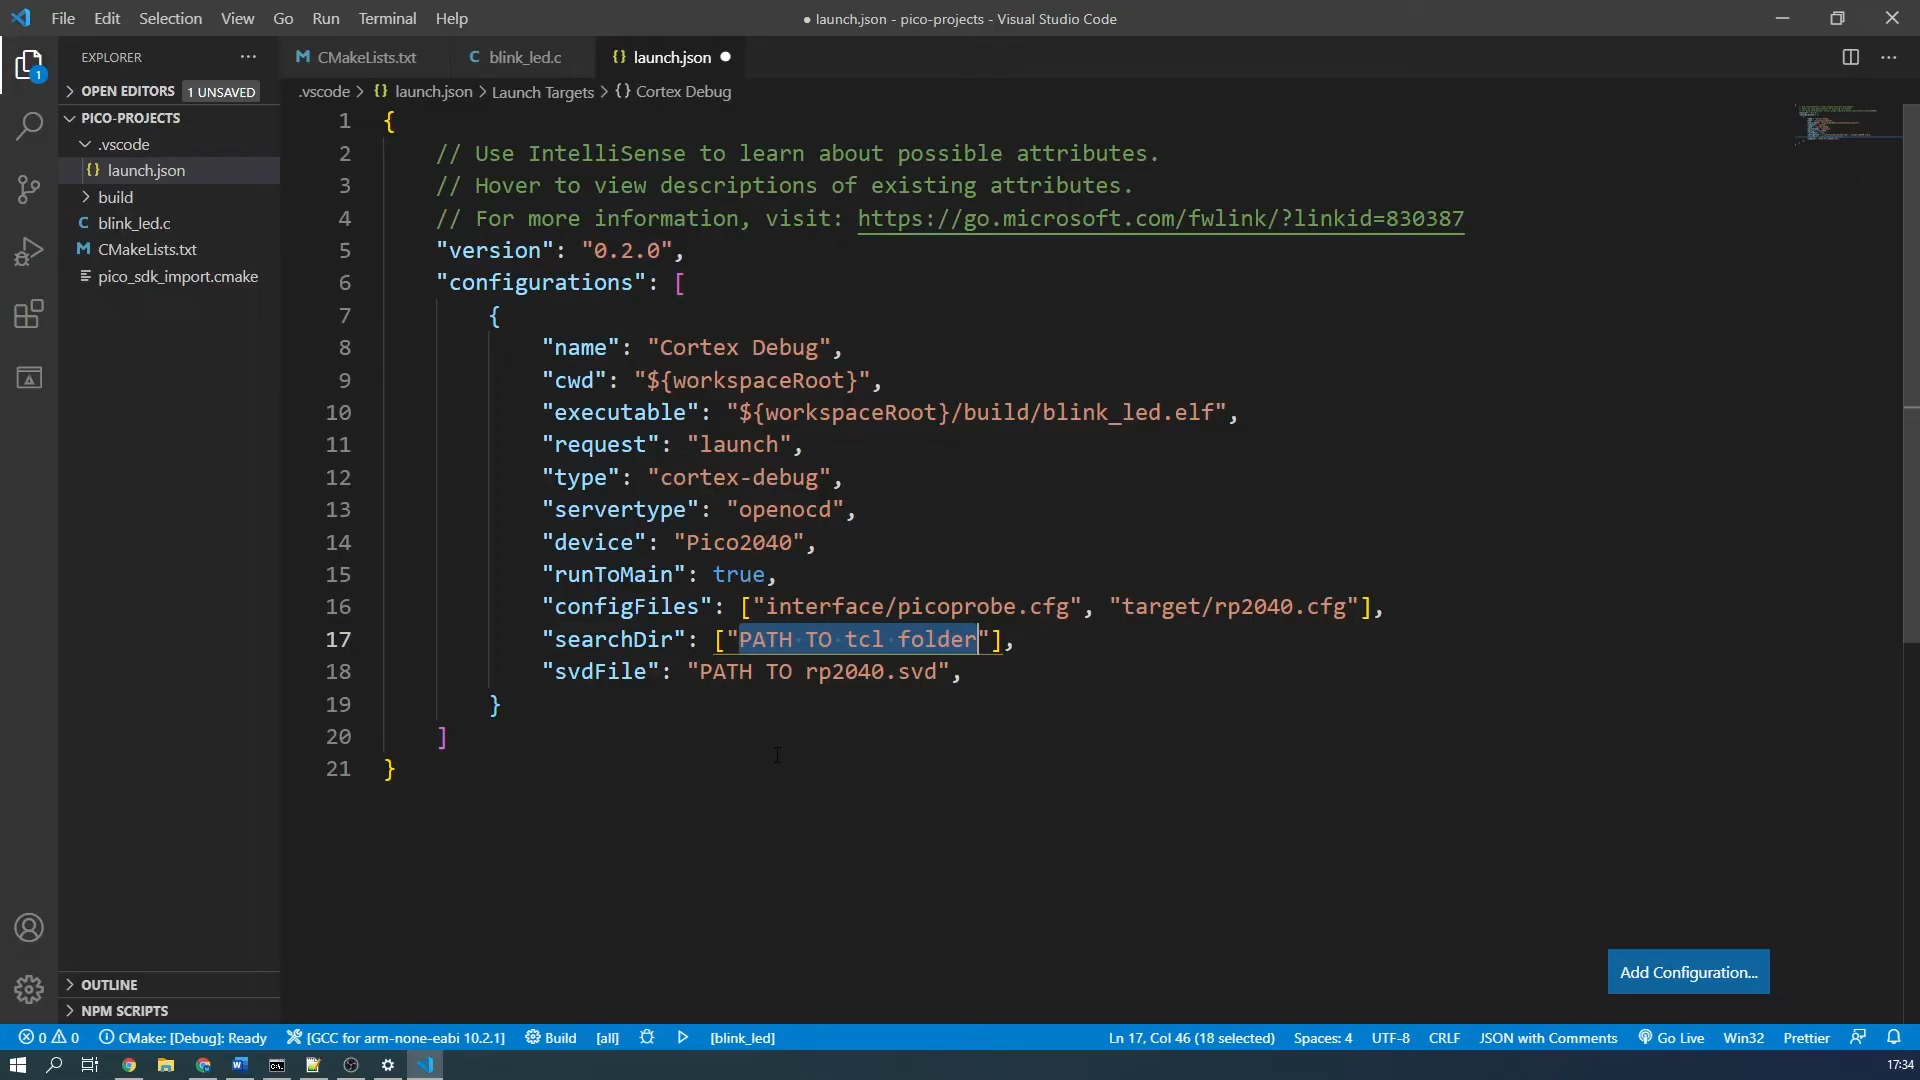 File Edit Selection View Go Run Terminal Help
● launch.json - pico-projects - Visual Studio Code
EXPLORER
CMakeLists.txt
blink_led.c
launch.json
OPEN EDITORS 1 UNSAVED
.vscode > {} launch.json > Launch Targets > {} Cortex Debug
PICO-PROJECTS
.vscode
{} launch.json
build
C blink_led.c
M CMakeLists.txt
pico_sdk_import.cmake
1 {
2 // Use IntelliSense to learn about possible attributes.
3 // Hover to view descriptions of existing attributes.
4 // For more information, visit: https://go.microsoft.com/fwlink/?linkid=830387
5 "version": "0.2.0",
6 "configurations": [
7 {
8 "name": "Cortex Debug",
9 "cwd": "${workspaceRoot}",
10 "executable": "${workspaceRoot}/build/blink_led.elf",
11 "request": "launch",
12 "type": "cortex-debug",
13 "servertype": "openocd",
14 "device": "Pico2040",
15 "runToMain": true,
16 "configFiles": ["interface/picoprobe.cfg", "target/rp2040.cfg"],
17 "searchDir": ["PATH TO tcl folder"],
18 "svdFile": "PATH TO rp2040.svd",
19 }
20 ]
21 }
Add Configuration...
OUTLINE
NPM SCRIPTS
0 0 CMake: [Debug]: Ready [GCC for arm-none-eabi 10.2.1] Build [all] [blink_led] Ln 17, Col 46 (18 selected) Spaces: 4 UTF-8 CRLF JSON with Comments Go Live Win32 Prettier
17:34